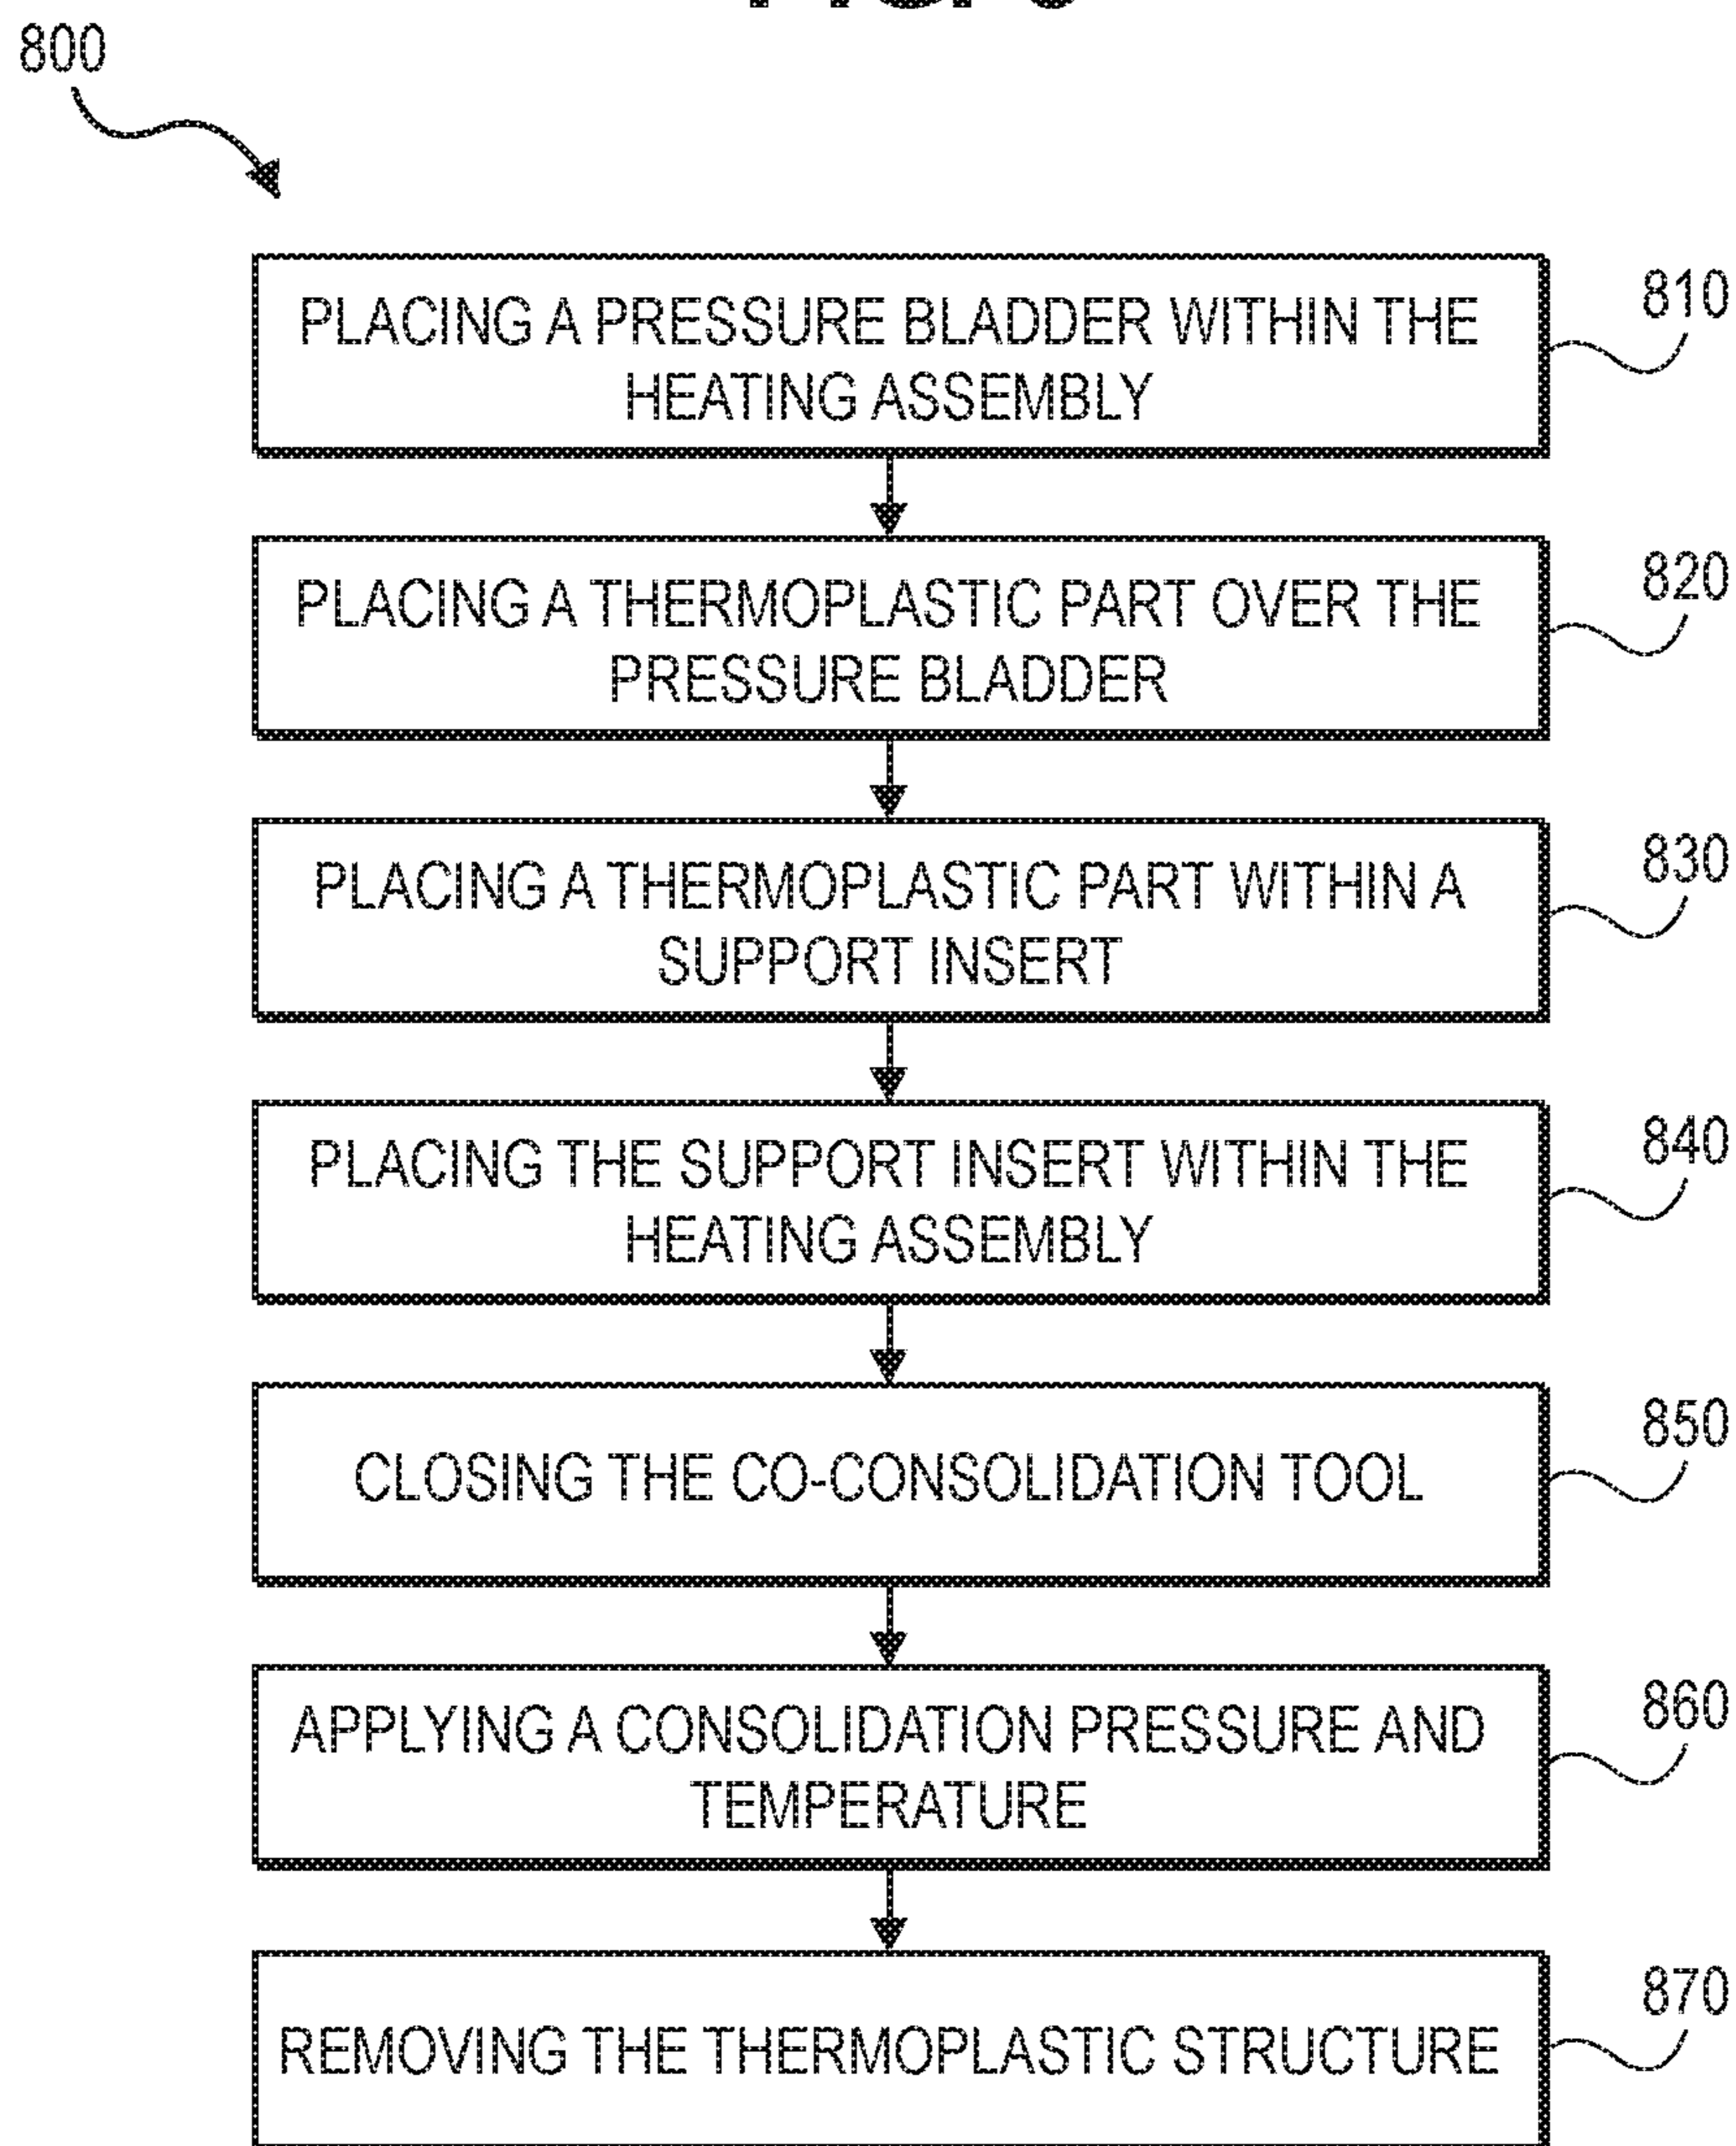 800
PLACING A PRESSURE BLADDER WITHIN THE
HEATING ASSEMBLY
810
PLACING A THERMOPLASTIC PART OVER THE
PRESSURE BLADDER
820
PLACING A THERMOPLASTIC PART WITHIN A
SUPPORT INSERT
830
PLACING THE SUPPORT INSERT WITHIN THE
HEATING ASSEMBLY
840
CLOSING THE CO-CONSOLIDATION TOOL
850
APPLYING A CONSOLIDATION PRESSURE AND
TEMPERATURE
860
REMOVING THE THERMOPLASTIC STRUCTURE
870